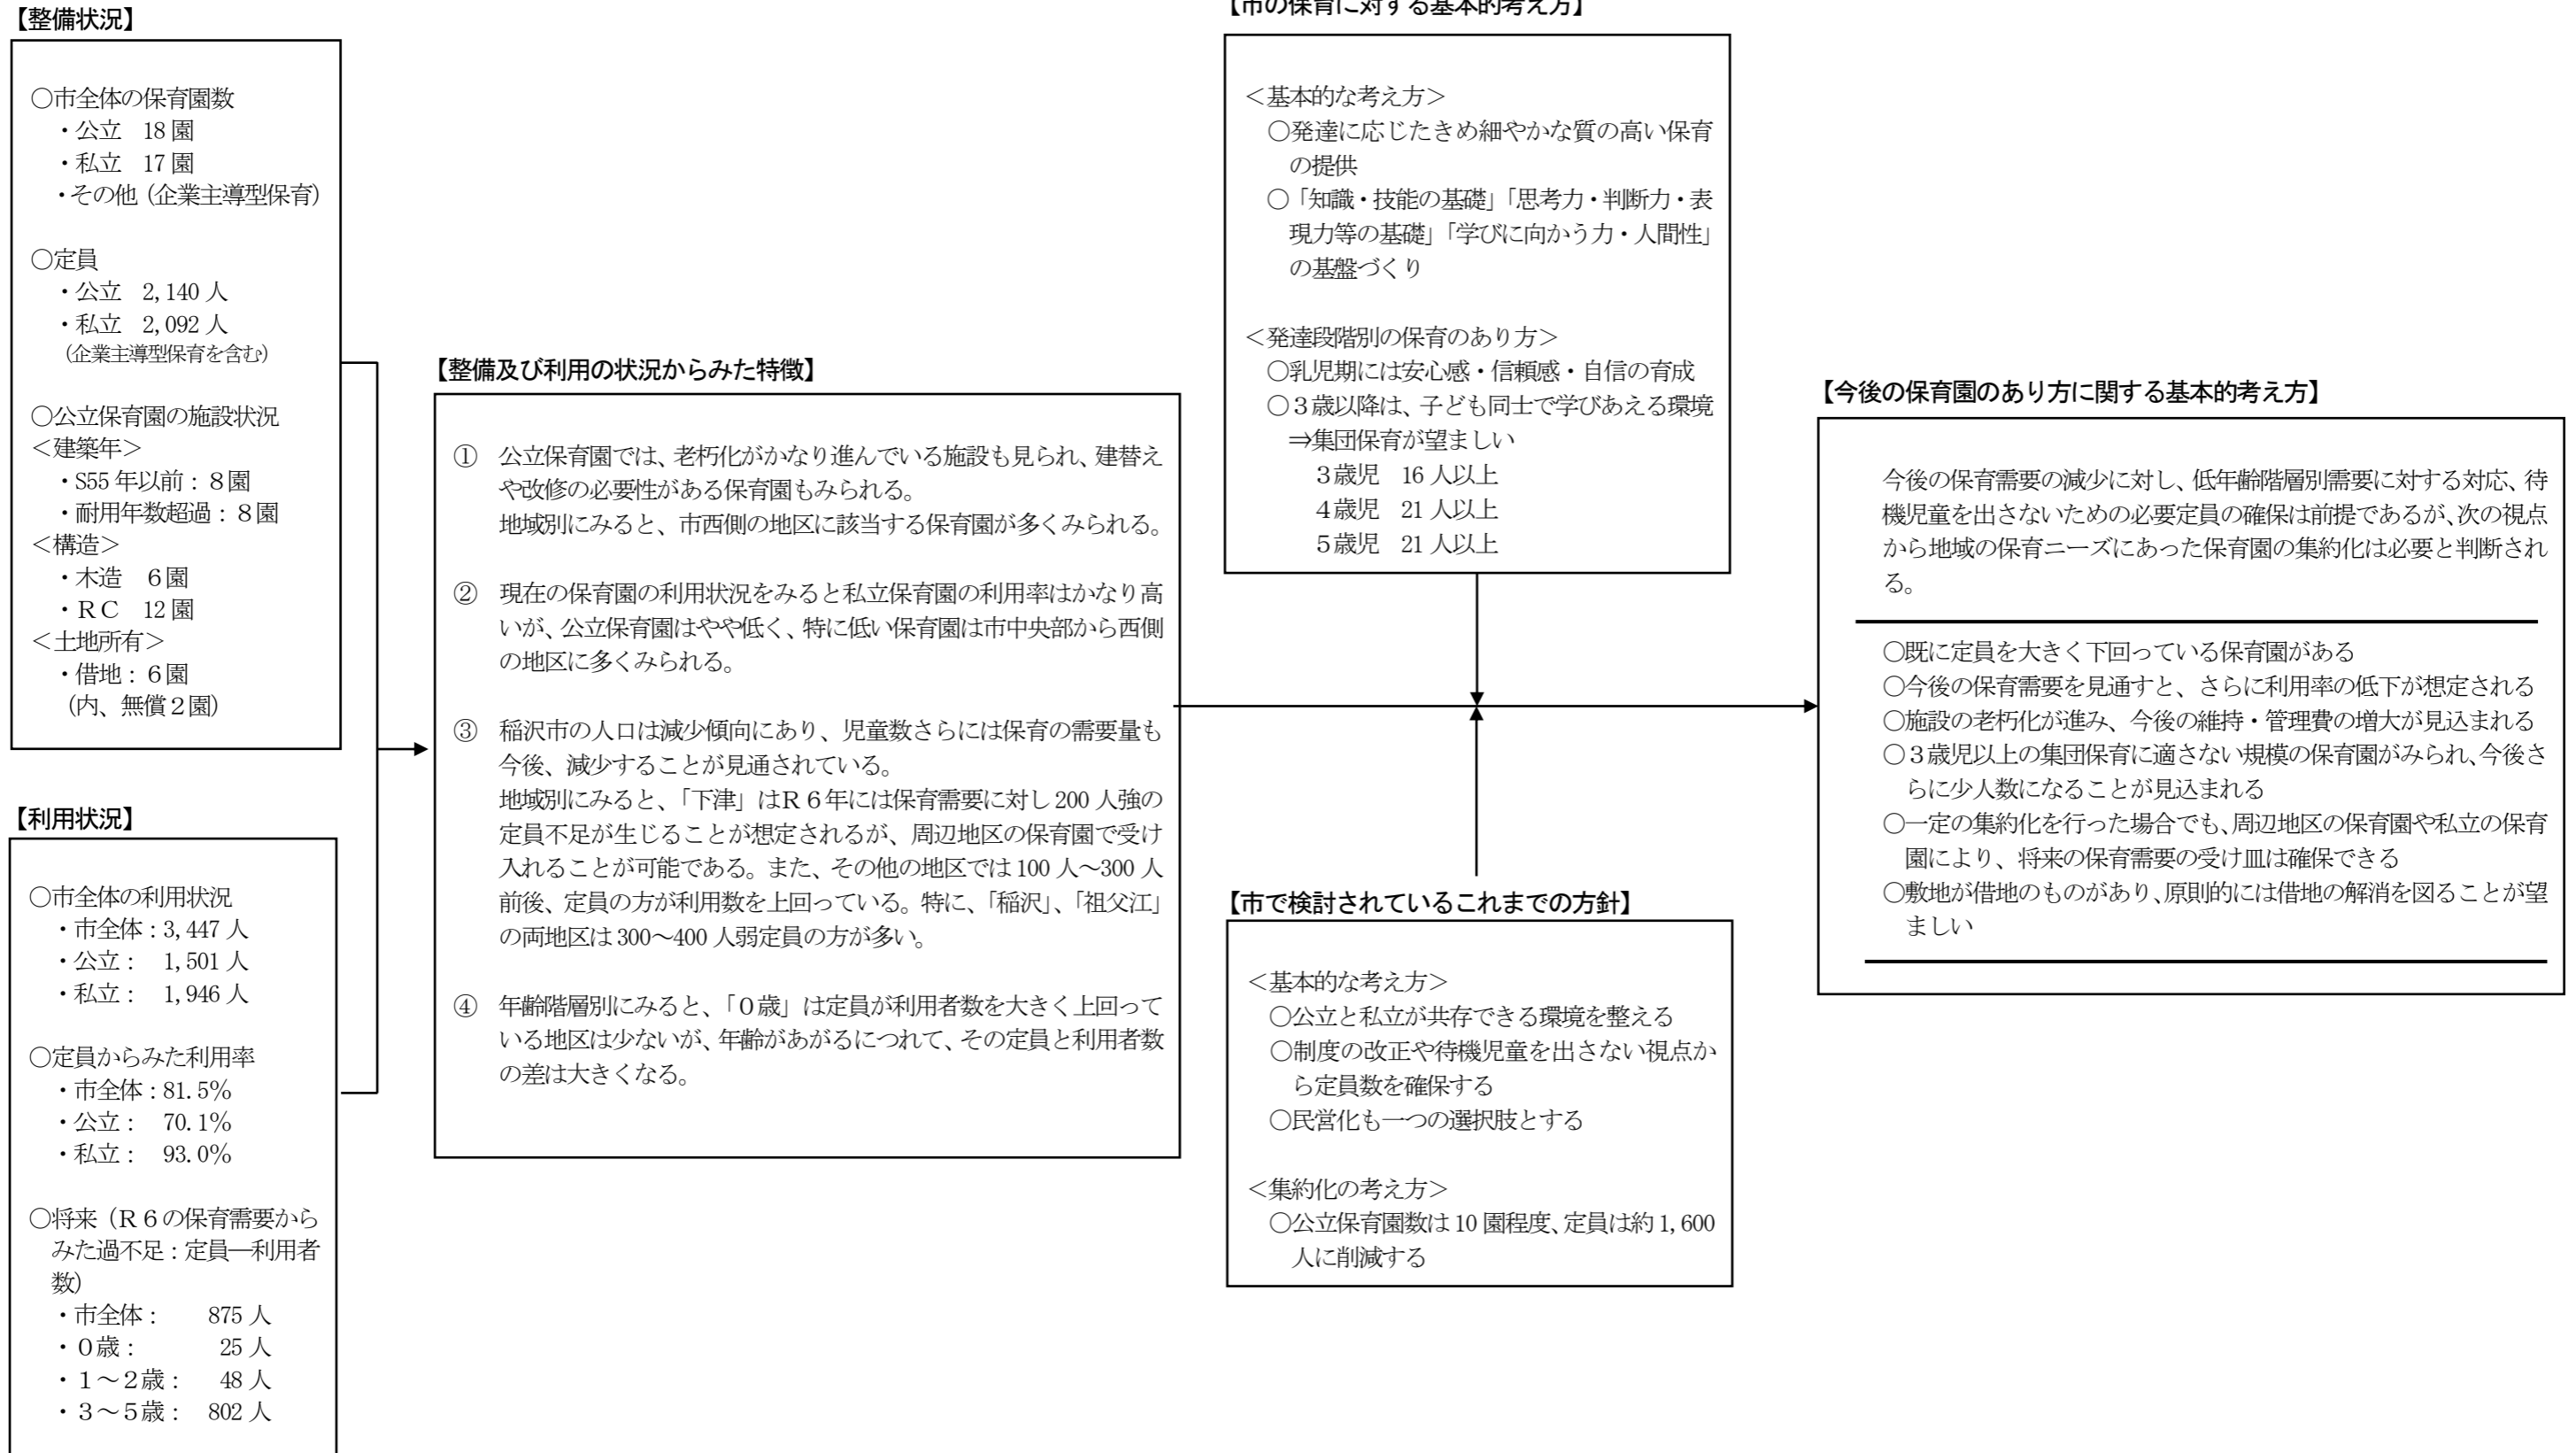 【整備状況】
○市全体の保育園数
・公立　18 園
・私立　17 園
・その他（企業主導型保育）
○定員
・公立　2,140 人
・私立　2,092 人
（企業主導型保育を含む）
○公立保育園の施設状況
＜建築年＞
・S55 年以前：８園
・耐用年数超過：８園
＜構造＞
・木造　６園
・ＲＣ　12 園
＜土地所有＞
・借地：６園
（内、無償２園）
【利用状況】
○市全体の利用状況
・市全体：3,447 人
・公立：　1,501 人
・私立：　1,946 人
○定員からみた利用率
・市全体：81.5％
・公立：　70.1％
・私立：　93.0％
○将来（Ｒ６の保育需要から
みた過不足：定員―利用者
数）
・市全体：　　875 人
・０歳：　　　　25 人
・１～２歳：　　48 人
・３～５歳：　802 人
【整備及び利用の状況からみた特徴】
①　公立保育園では、老朽化がかなり進んでいる施設も見られ、建替え
や改修の必要性がある保育園もみられる。
地域別にみると、市西側の地区に該当する保育園が多くみられる。
②　現在の保育園の利用状況をみると私立保育園の利用率はかなり高
いが、公立保育園はやや低く、特に低い保育園は市中央部から西側
の地区に多くみられる。
③　稲沢市の人口は減少傾向にあり、児童数さらには保育の需要量も
今後、減少することが見通されている。
地域別にみると、「下津」はＲ６年には保育需要に対し 200 人強の
定員不足が生じることが想定されるが、周辺地区の保育園で受け
入れることが可能である。また、その他の地区では 100 人～300 人
前後、定員の方が利用数を上回っている。特に、「稲沢」、「祖父江」
の両地区は 300～400 人弱定員の方が多い。
④　年齢階層別にみると、「０歳」は定員が利用者数を大きく上回って
いる地区は少ないが、年齢があがるにつれて、その定員と利用者数
の差は大きくなる。
【市の保育に対する基本的考え方】
＜基本的な考え方＞
○発達に応じたきめ細やかな質の高い保育
の提供
○「知識・技能の基礎」「思考力・判断力・表
現力等の基礎」「学びに向かう力・人間性」
の基盤づくり
＜発達段階別の保育のあり方＞
○乳児期には安心感・信頼感・自信の育成
○３歳以降は、子ども同士で学びあえる環境
⇒集団保育が望ましい
３歳児　16 人以上
４歳児　21 人以上
５歳児　21 人以上
【市で検討されているこれまでの方針】
＜基本的な考え方＞
○公立と私立が共存できる環境を整える
○制度の改正や待機児童を出さない視点か
ら定員数を確保する
○民営化も一つの選択肢とする
＜集約化の考え方＞
○公立保育園数は 10 園程度、定員は約 1,600
人に削減する
【今後の保育園のあり方に関する基本的考え方】
今後の保育需要の減少に対し、低年齢階層別需要に対する対応、待
機児童を出さないための必要定員の確保は前提であるが、次の視点
から地域の保育ニーズにあった保育園の集約化は必要と判断され
る。
○既に定員を大きく下回っている保育園がある
○今後の保育需要を見通すと、さらに利用率の低下が想定される
○施設の老朽化が進み、今後の維持・管理費の増大が見込まれる
○３歳児以上の集団保育に適さない規模の保育園がみられ、今後さ
らに少人数になることが見込まれる
○一定の集約化を行った場合でも、周辺地区の保育園や私立の保育
園により、将来の保育需要の受け皿は確保できる
○敷地が借地のものがあり、原則的には借地の解消を図ることが望
ましい